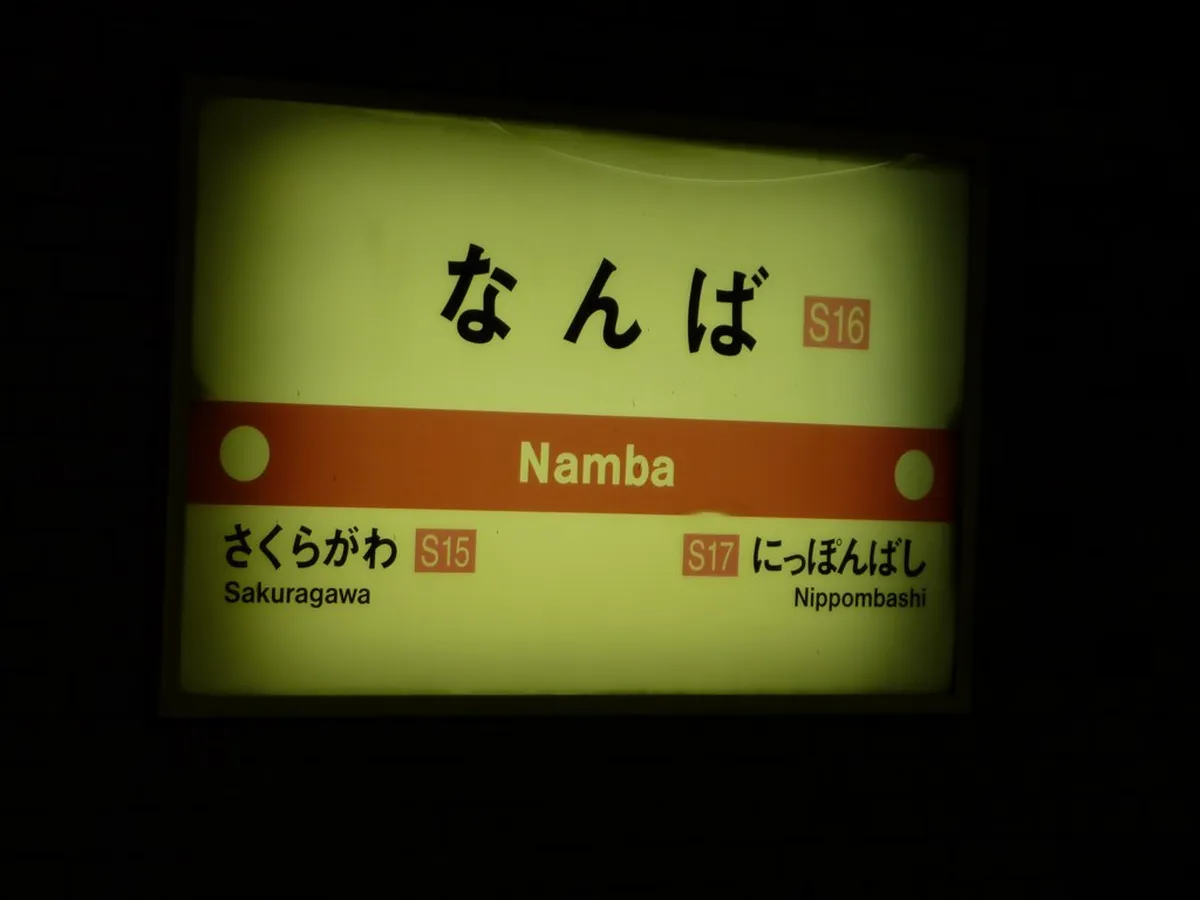 なんば S16
Namba
さくらがわ S15
Sakuragawa
S17 にっぽんばし
Nippombashi